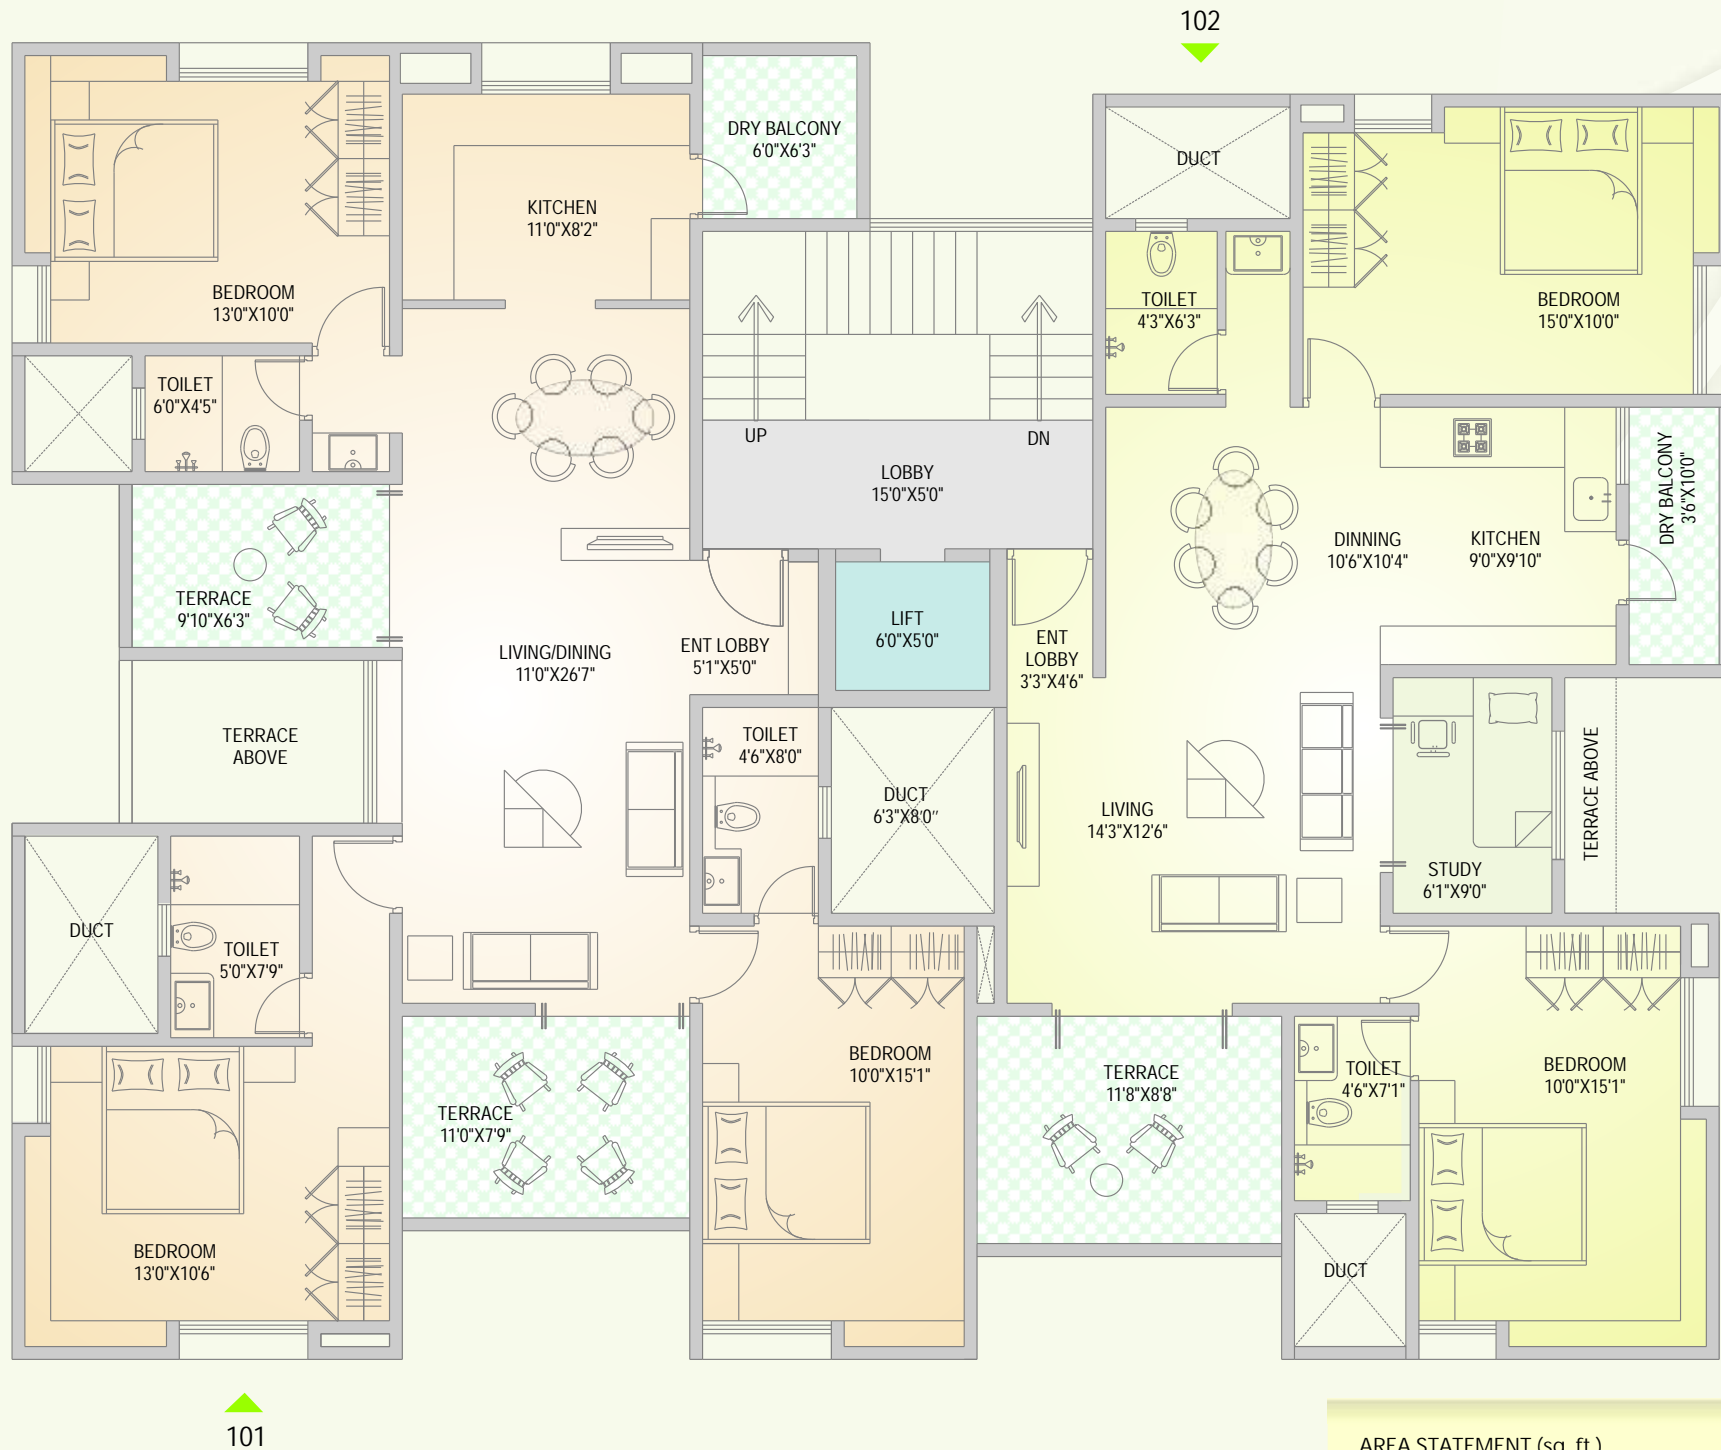 102
DRY BALCONY
6'0"X6'3"
DUCT
KITCHEN
11'0"X8'2"
BEDROOM
13'0"X10'0"
TOILET
4'3"X6'3"
BEDROOM
15'0"X10'0"
TOILET
6'0"X4'5"
UP
DN
LOBBY
15'0"X5'0"
DRY BALCONY
3'6"X10'0"
DINNING
10'6"X10'4"
KITCHEN
9'0"X9'10"
TERRACE
9'10"X6'3"
LIFT
6'0"X5'0"
LIVING/DINING
11'0"X26'7"
ENT LOBBY
5'1"X5'0"
ENT
LOBBY
3'3"X4'6"
TERRACE
ABOVE
TOILET
4'6"X8'0"
DUCT
6'3"X8'0"
LIVING
14'3"X12'6"
TERRACE ABOVE
STUDY
6'1"X9'0"
DUCT
TOILET
5'0"X7'9"
BEDROOM
10'0"X15'1"
TERRACE
11'8"X8'8"
TOILET
4'6"X7'1"
BEDROOM
10'0"X15'1"
TERRACE
11'0"X7'9"
BEDROOM
13'0"X10'6"
DUCT
101
AREA STATEMENT (sq. ft.)